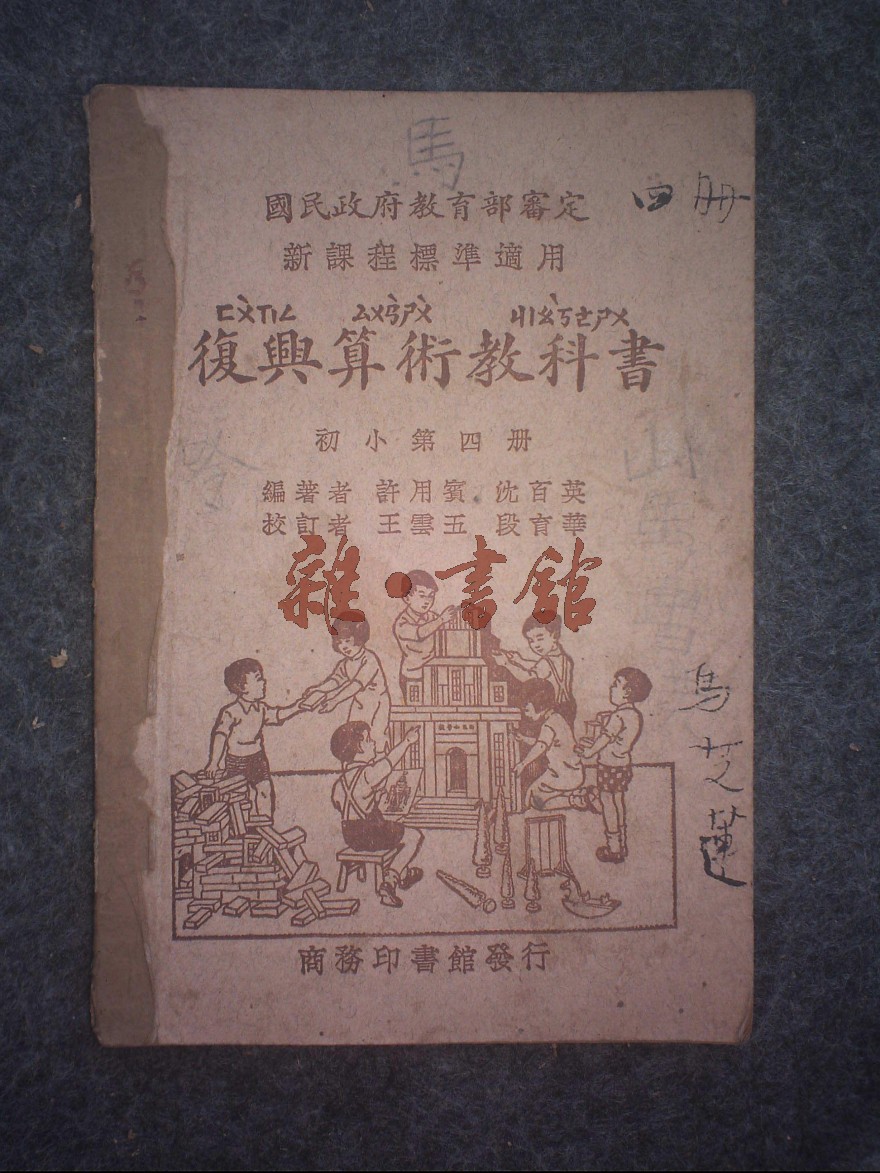 馬
國民政府教育部審定
四册
新課程標準適用
ㄈㄨˋㄒㄧㄥ ㄙㄨㄢˋㄕㄨˋ ㄐㄧㄠˋㄎㄜㄕㄨ
復興算術教科書
初小第四册
編著者 許用賓 沈百英
校訂者 王雲五 段育華
雜·書館
馬芝蓮
商務印書館發行